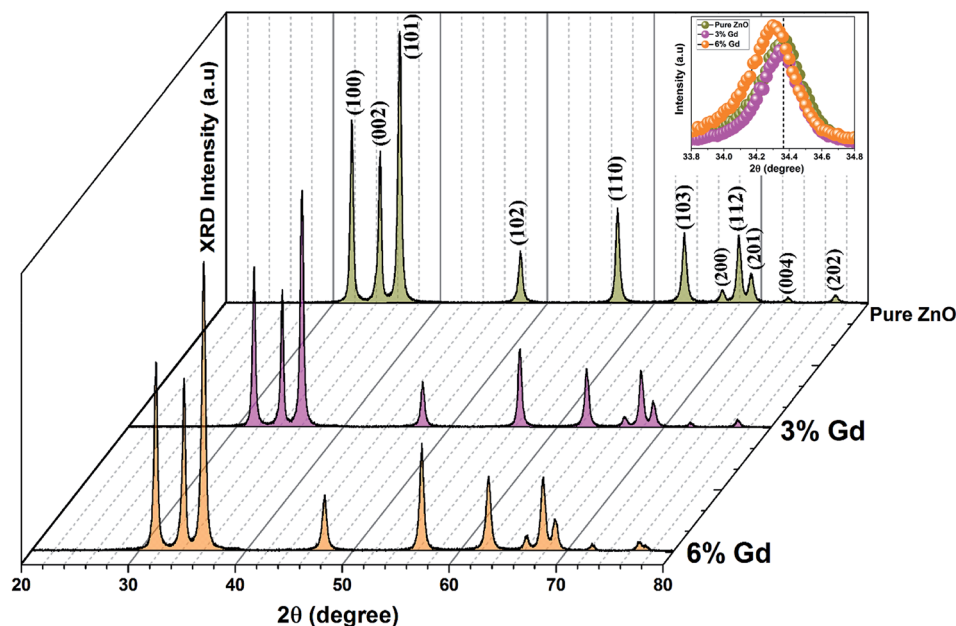 XRD Intensity (a.u)
(100)
(002)
(101)
(102)
(110)
(103)
(200)
(112)
(201)
(004)
(202)
Pure ZnO
3% Gd
6% Gd
Intensity (a.u)
33.8 34.0 34.2 34.4 34.6 34.8
2θ (degree)
Pure ZnO
3% Gd
6% Gd
20 30 40 50 60 70 80
2θ (degree)